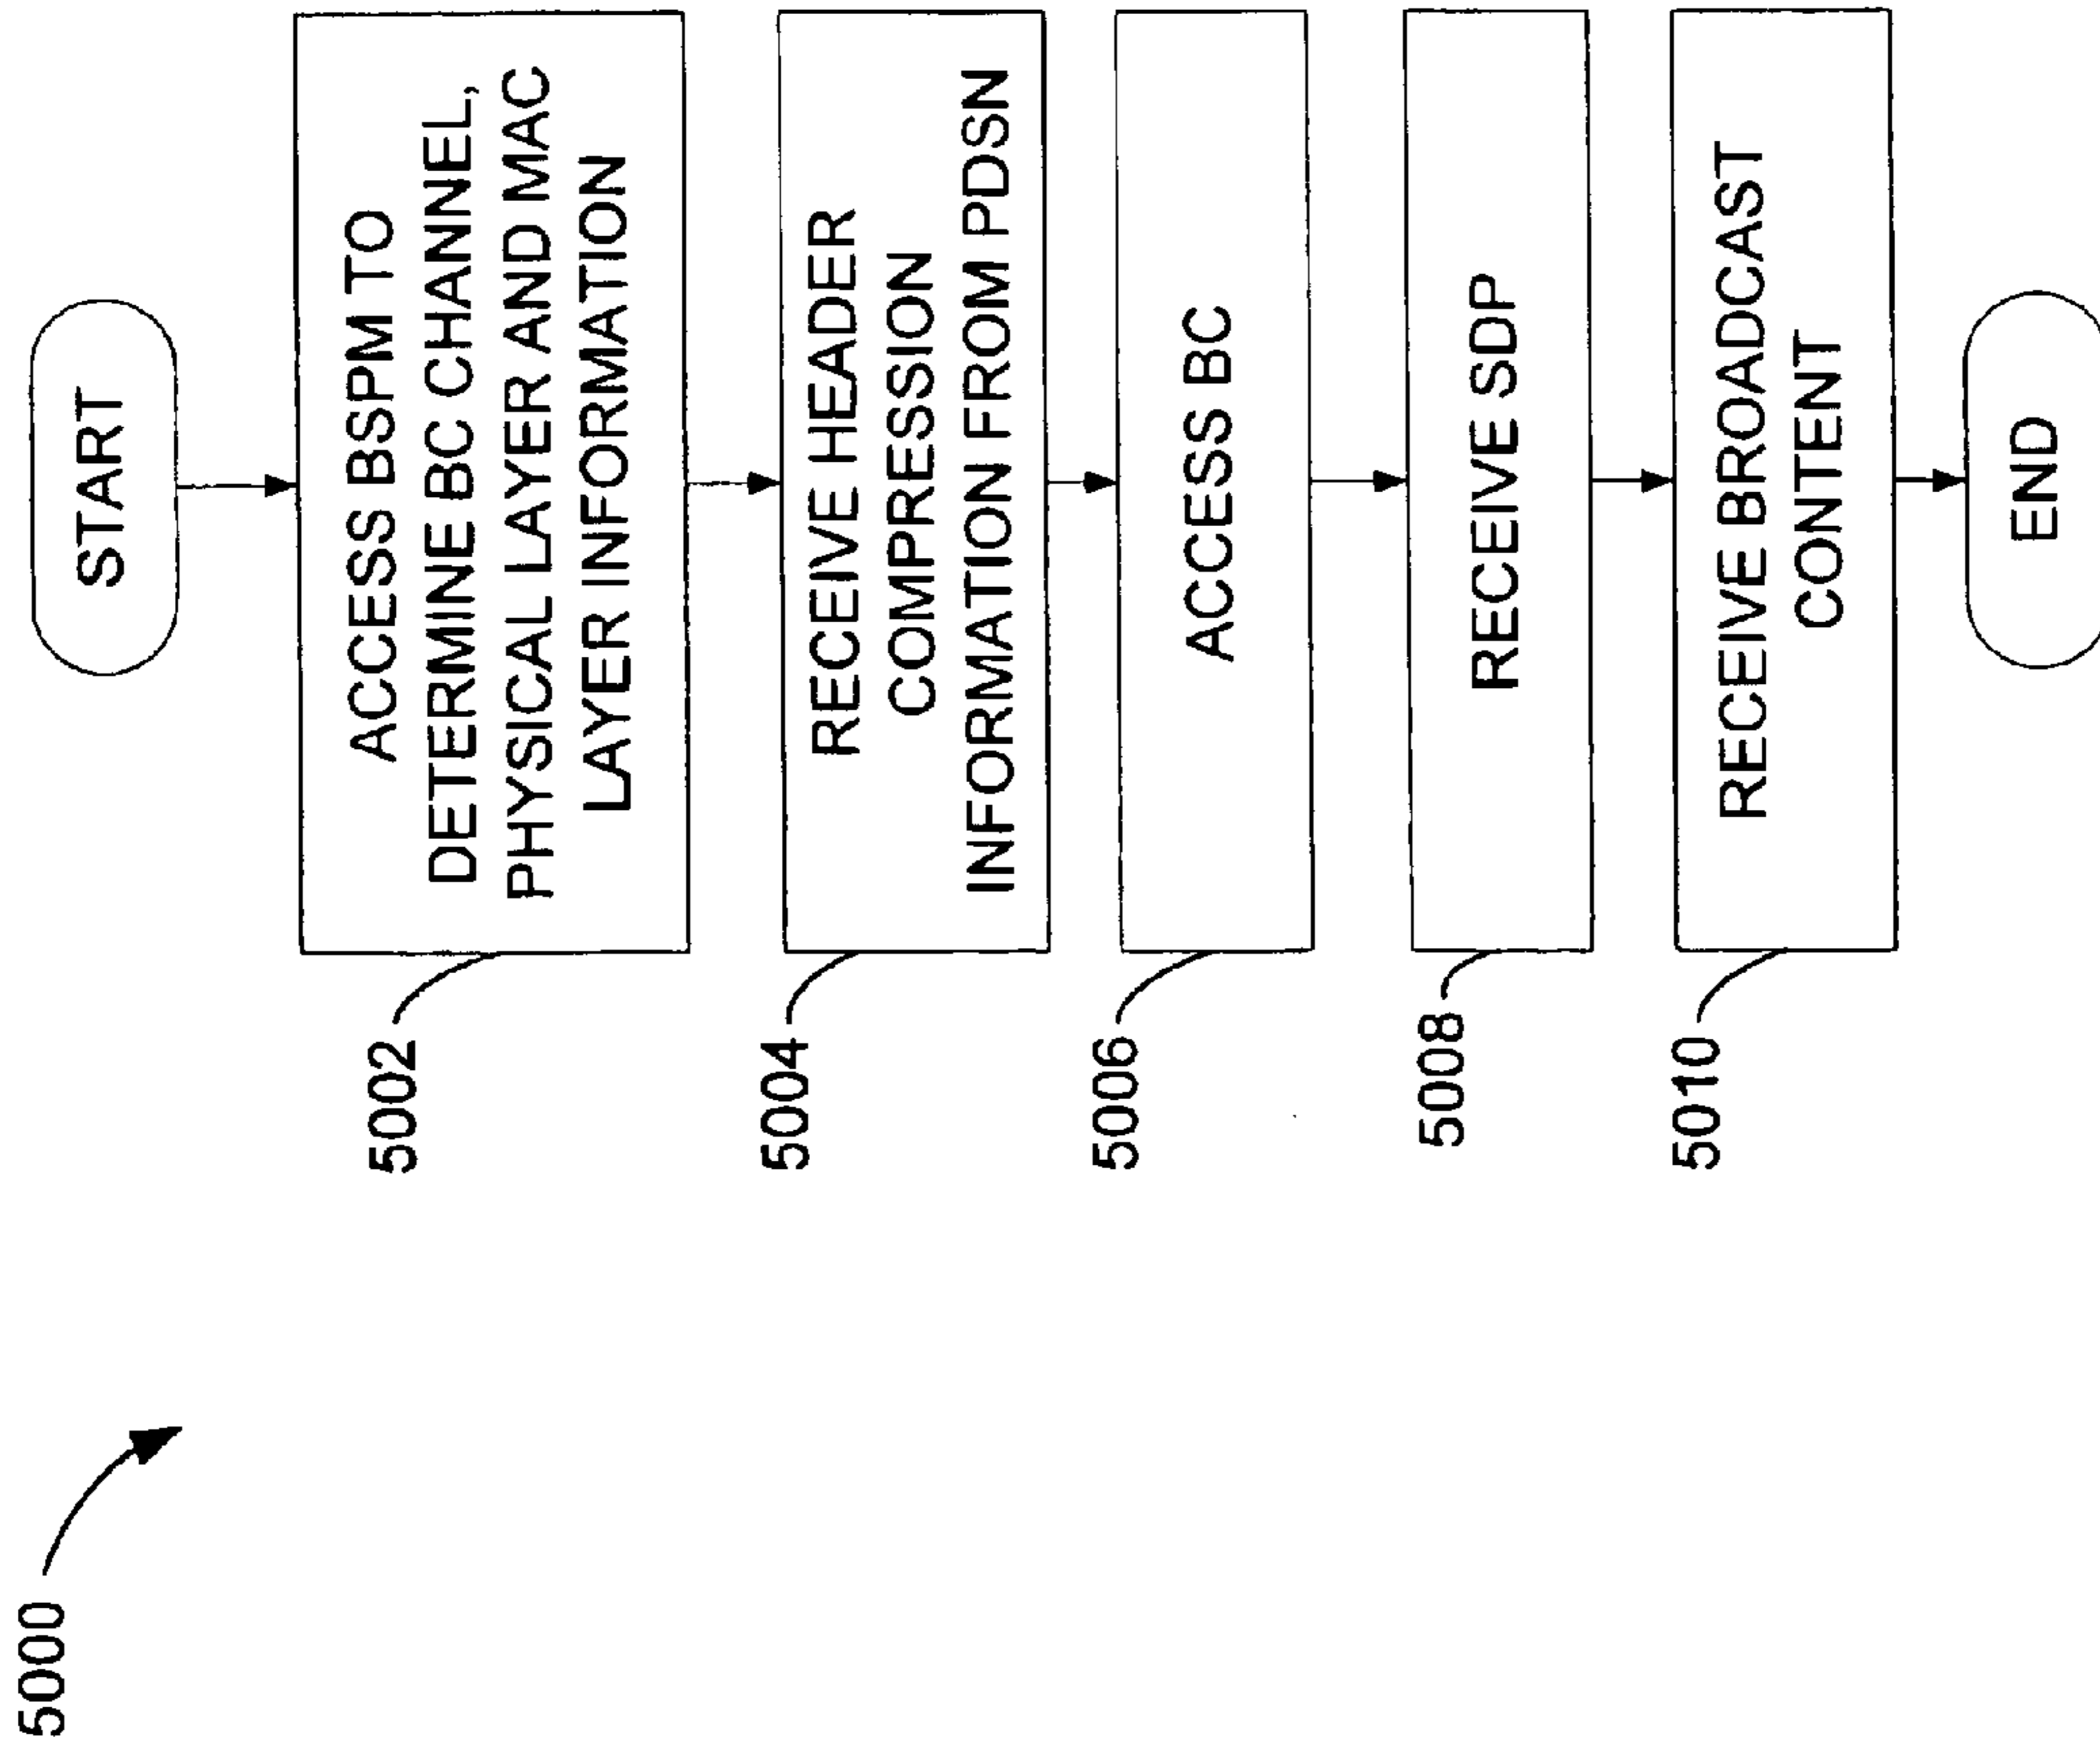 5000
START
5002
ACCESS BSPM TO
DETERMINE BC CHANNEL,
PHYSICAL LAYER AND MAC
LAYER INFORMATION
5004
RECEIVE HEADER
COMPRESSION
INFORMATION FROM PDSN
5006
ACCESS BC
5008
RECEIVE SDP
5010
RECEIVE BROADCAST
CONTENT
END